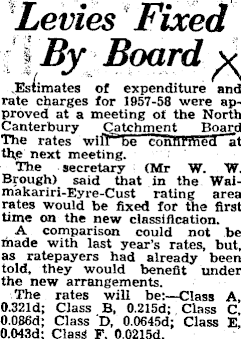 Levies Fixed
By Board
Estimates of expenditure and
rate charges for 1957-58 were ap-
proved at a meeting of the North
Canterbury Catchment Board
The rates will be confirmed at
the next meeting.
The secretary (Mr W. W.
Brough) said that in the Wai-
makariri-Eyre-Cust rating area
rates would be fixed for the first
time on the new classification.
A comparison could not be
made with last year's rates, but,
as ratepayers had already been
told, they would benefit under
the new arrangements.
The rates will be:—Class A,
0.321d; Class B, 0.215d; Class C,
0.086d; Class D, 0.0645d; Class E,
0.043d; Class F, 0.0215d.